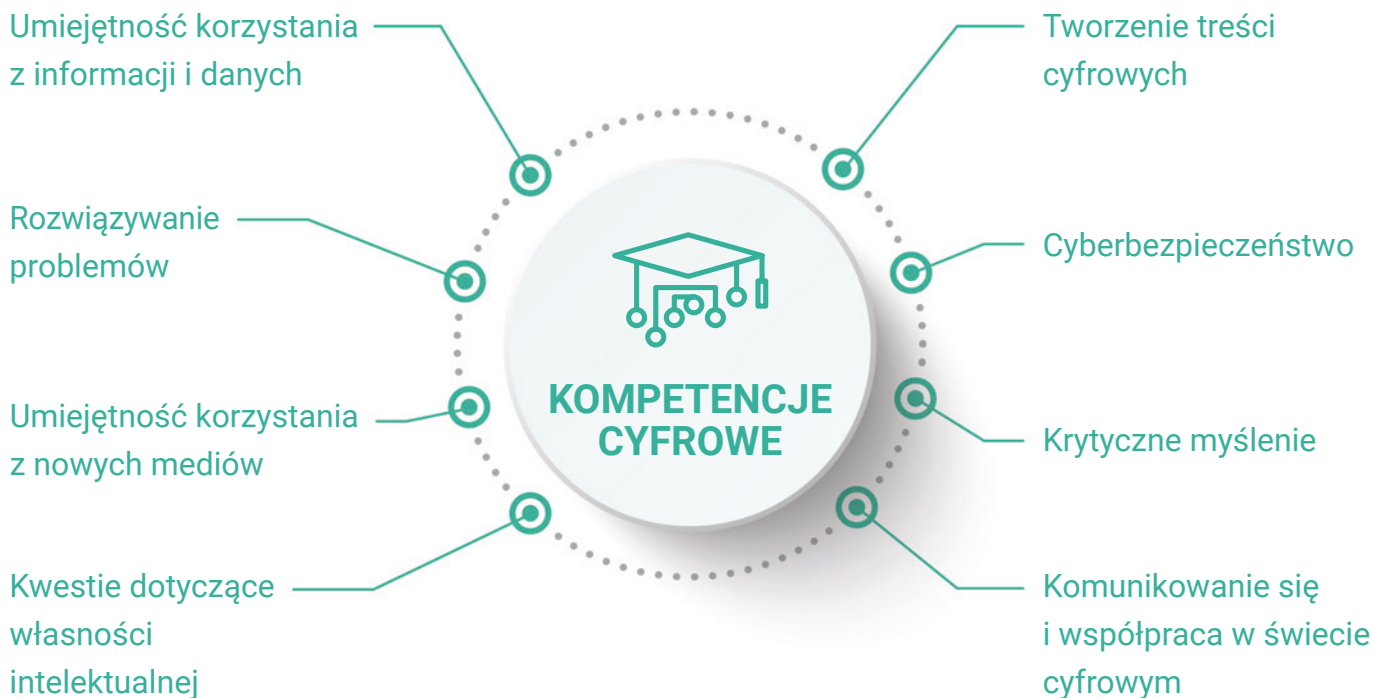 Umiejętność korzystania
z informacji i danych
Rozwiązywanie
problemów
Umiejętność korzystania
z nowych mediów
Kwestie dotyczące
własności
intelektualnej
KOMPETENCJE
CYFROWE
Tworzenie treści
cyfrowych
Cyberbezpieczeństwo
Krytyczne myślenie
Komunikowanie się
i współpraca w świecie
cyfrowym